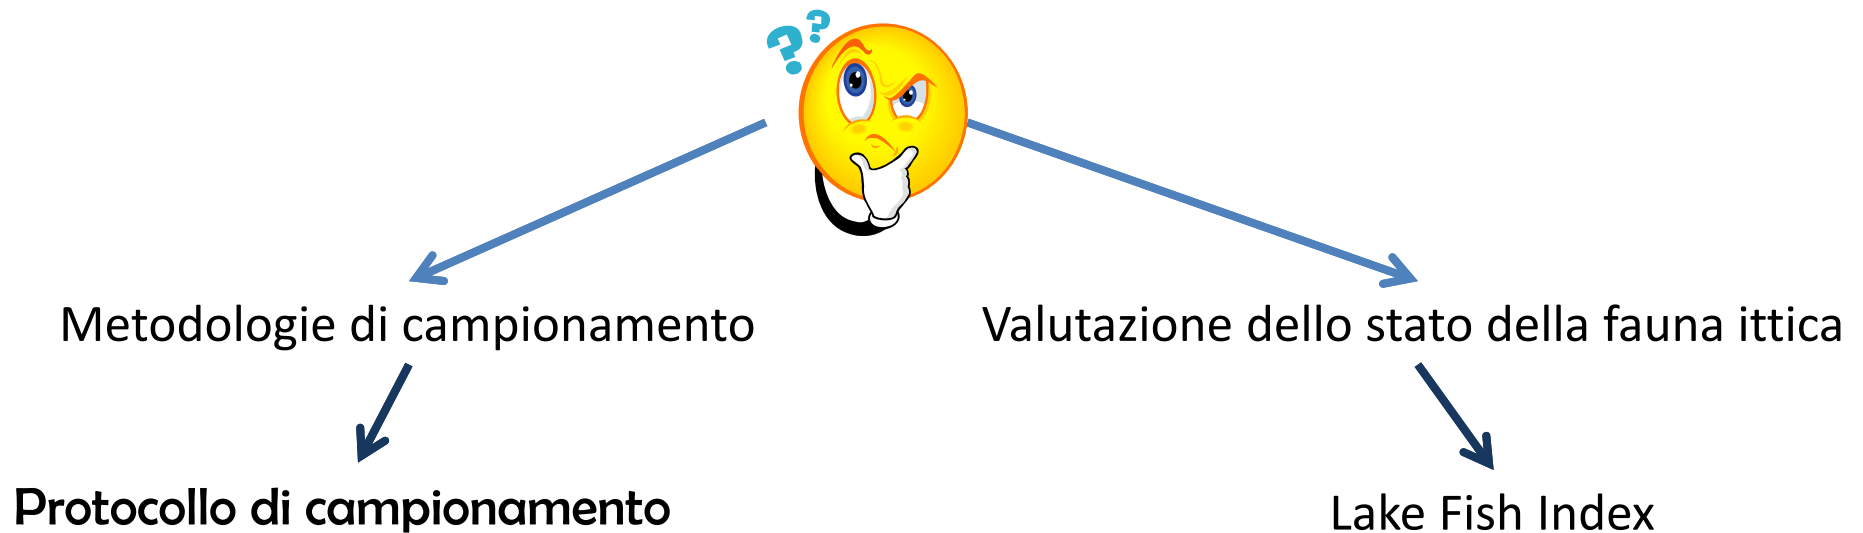 ? ?
Metodologie di campionamento
Valutazione dello stato della fauna ittica
Protocollo di campionamento
Lake Fish Index